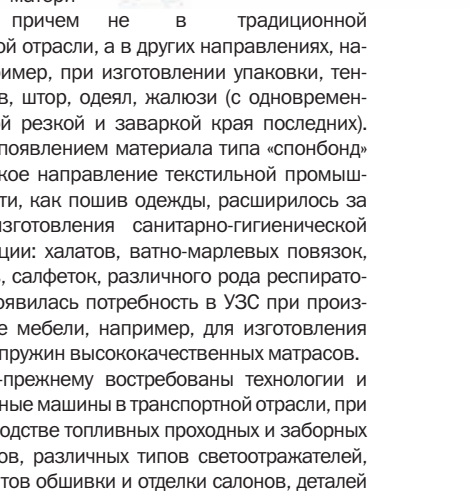 матери
причем не в традиционной
ой отрасли, а в других направлениях, на-
ример, при изготовлении упаковки, тен-
в, штор, одеял, жалюзи (с одновремен-
й резкой и заваркой края последних).
появлением материала типа «спонбонд»
кое направление текстильной промыш-
ти, как пошив одежды, расширилось за
изготовления санитарно-гигиенической
ции: халатов, ватно-марлевых повязок,
, салфеток, различного рода респирато-
оявилась потребность в УЗС при произ-
е мебели, например, для изготовления
пружин высококачественных матрасов.
-прежнему востребованы технологии и
ные машины в транспортной отрасли, при
одстве топливных проходных и заборных
ов, различных типов светоотражателей,
тов обшивки и отделки салонов, деталей